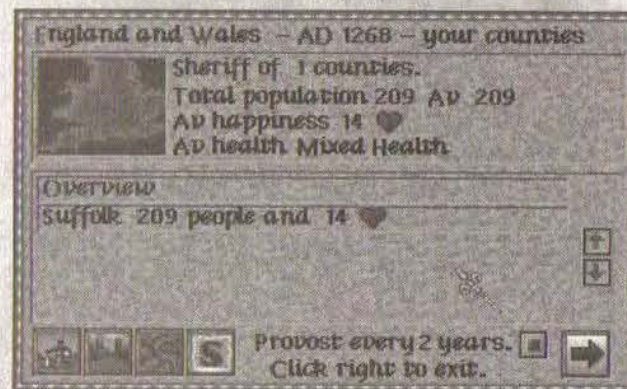 England and Wales - AD 1268 - your counties
Sheriff of 1 counties.
Total population 209 Av 209
Av happiness 14
Av health Mixed Health
Overview
Suffolk 209 people and 14
S
Provost every 2 years.
Click right to exit.